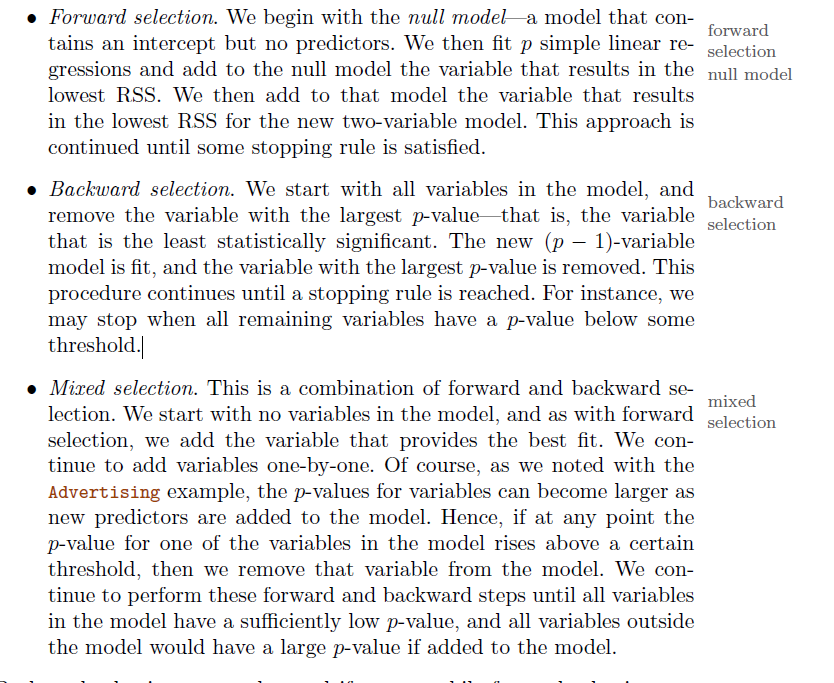 • Forward selection. We begin with the null model—a model that con-
tains an intercept but no predictors. We then fit p simple linear re-
gressions and add to the null model the variable that results in the
lowest RSS. We then add to that model the variable that results
in the lowest RSS for the new two-variable model. This approach is
continued until some stopping rule is satisfied.
forward
selection
null model
• Backward selection. We start with all variables in the model, and
remove the variable with the largest p-value—that is, the variable
that is the least statistically significant. The new (p − 1)-variable
model is fit, and the variable with the largest p-value is removed. This
procedure continues until a stopping rule is reached. For instance, we
may stop when all remaining variables have a p-value below some
threshold.
backward
selection
• Mixed selection. This is a combination of forward and backward se-
lection. We start with no variables in the model, and as with forward
selection, we add the variable that provides the best fit. We con-
tinue to add variables one-by-one. Of course, as we noted with the
Advertising example, the p-values for variables can become larger as
new predictors are added to the model. Hence, if at any point the
p-value for one of the variables in the model rises above a certain
threshold, then we remove that variable from the model. We con-
tinue to perform these forward and backward steps until all variables
in the model have a sufficiently low p-value, and all variables outside
the model would have a large p-value if added to the model.
mixed
selection